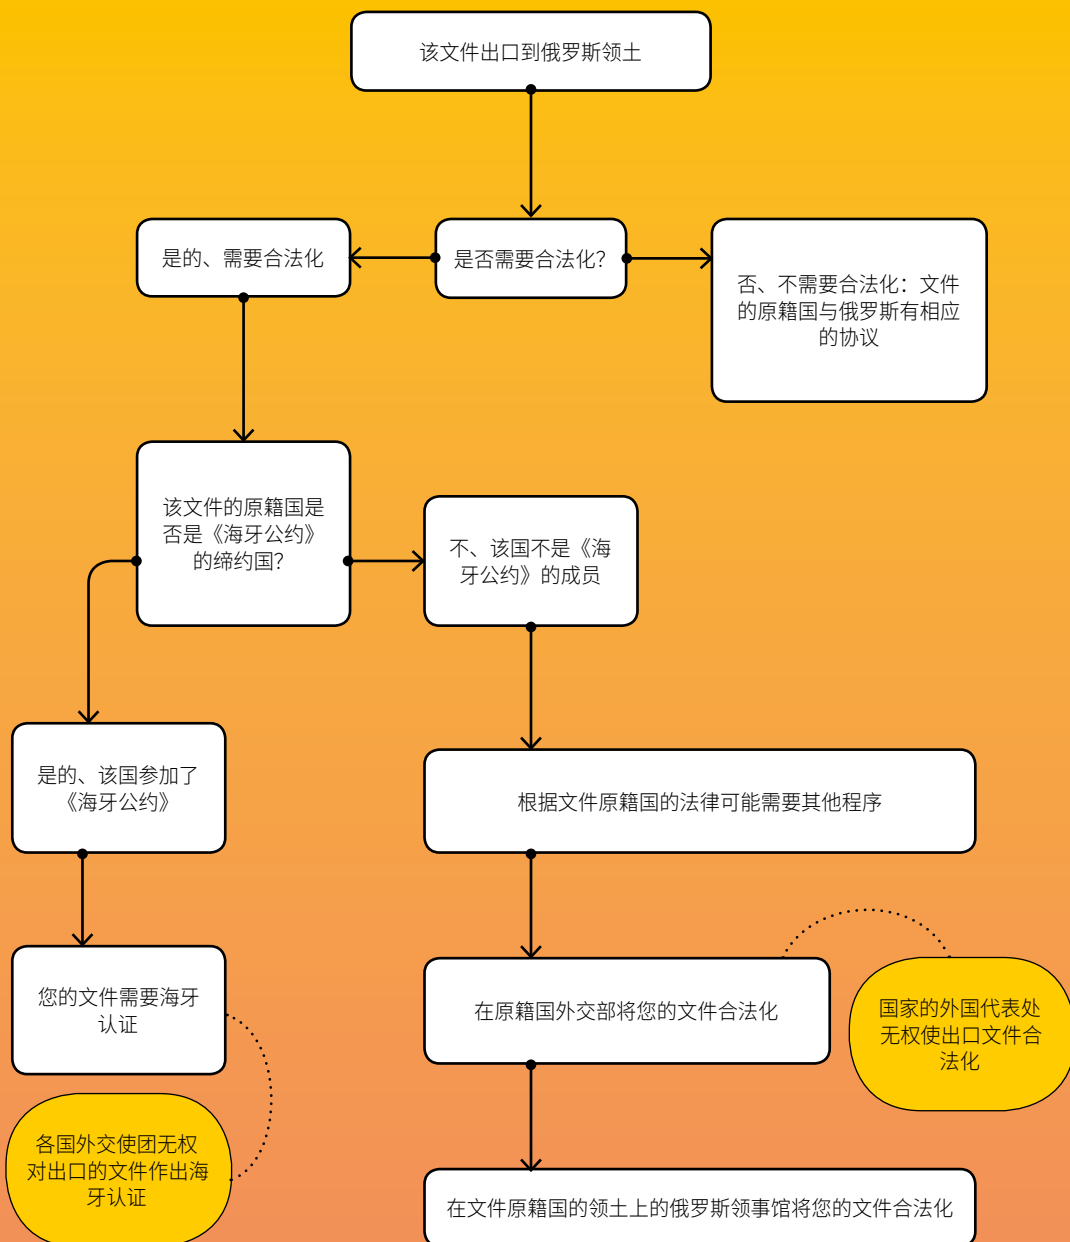 该文件出口到俄罗斯领土
是的、需要合法化
是否需要合法化？
否、不需要合法化：文件
的原籍国与俄罗斯有相应
的协议
该文件的原籍国是
否是《海牙公约》
的缔约国？
不、该国不是《海
牙公约》的成员
是的、该国参加了
《海牙公约》
根据文件原籍国的法律可能需要其他程序
您的文件需要海牙
认证
在原籍国外交部将您的文件合法化
国家的外国代表处
无权使出口文件合
法化
各国外交使团无权
对出口的文件作出海
牙认证
在文件原籍国的领土上的俄罗斯领事馆将您的文件合法化